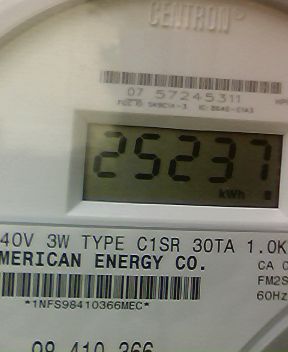 CENTRON®
07 57245311
25237
kWh
40V 3W TYPE C1SR 30TA 1.0K
MERICAN ENERGY CO.
CA 0
FM2S
60Hz
*1NFS98410366MEC*
98 410 366